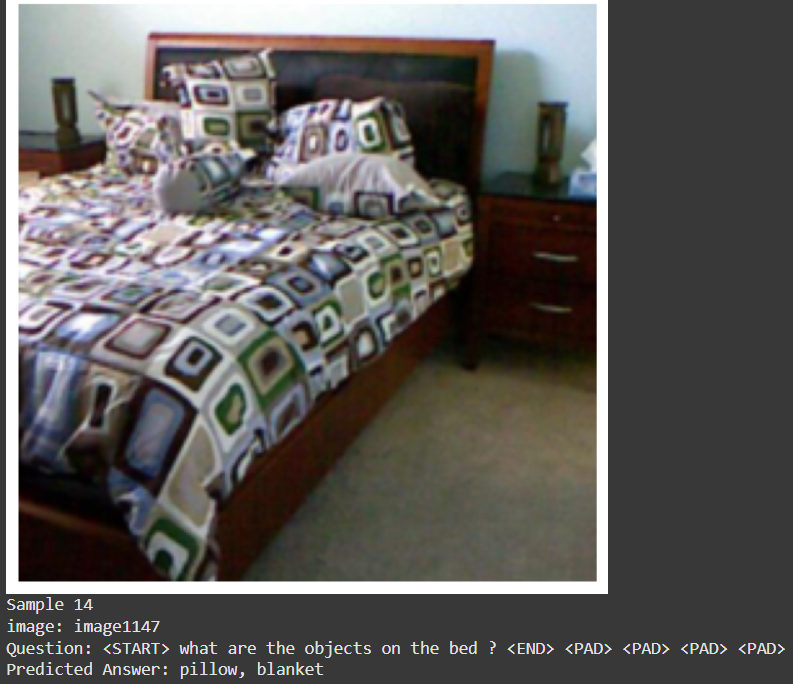 Sample 14
image: image1147
Question: <START> what are the objects on the bed ? <END> <PAD> <PAD> <PAD> <PAD>
Predicted Answer: pillow, blanket